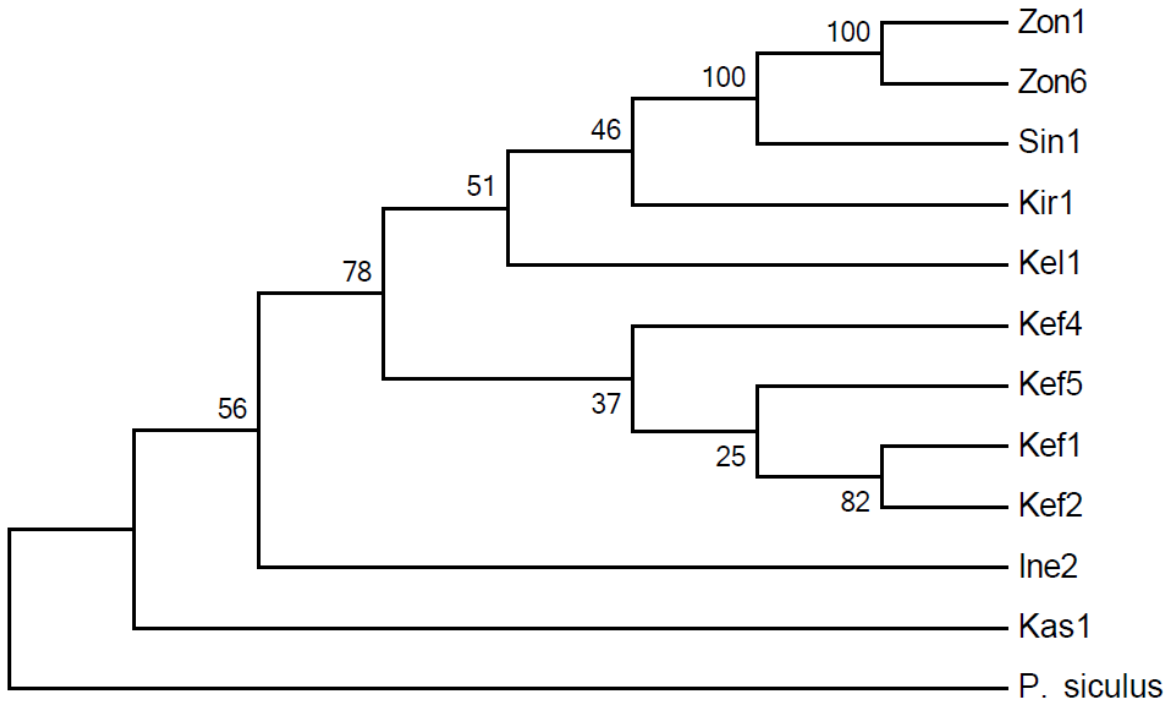 Zon1
100
Zon6
100
Sin1
46
Kir1
51
Kel1
78
Kef4
Kef5
37
56
Kef1
25
Kef2
82
Ine2
Kas1
P. siculus